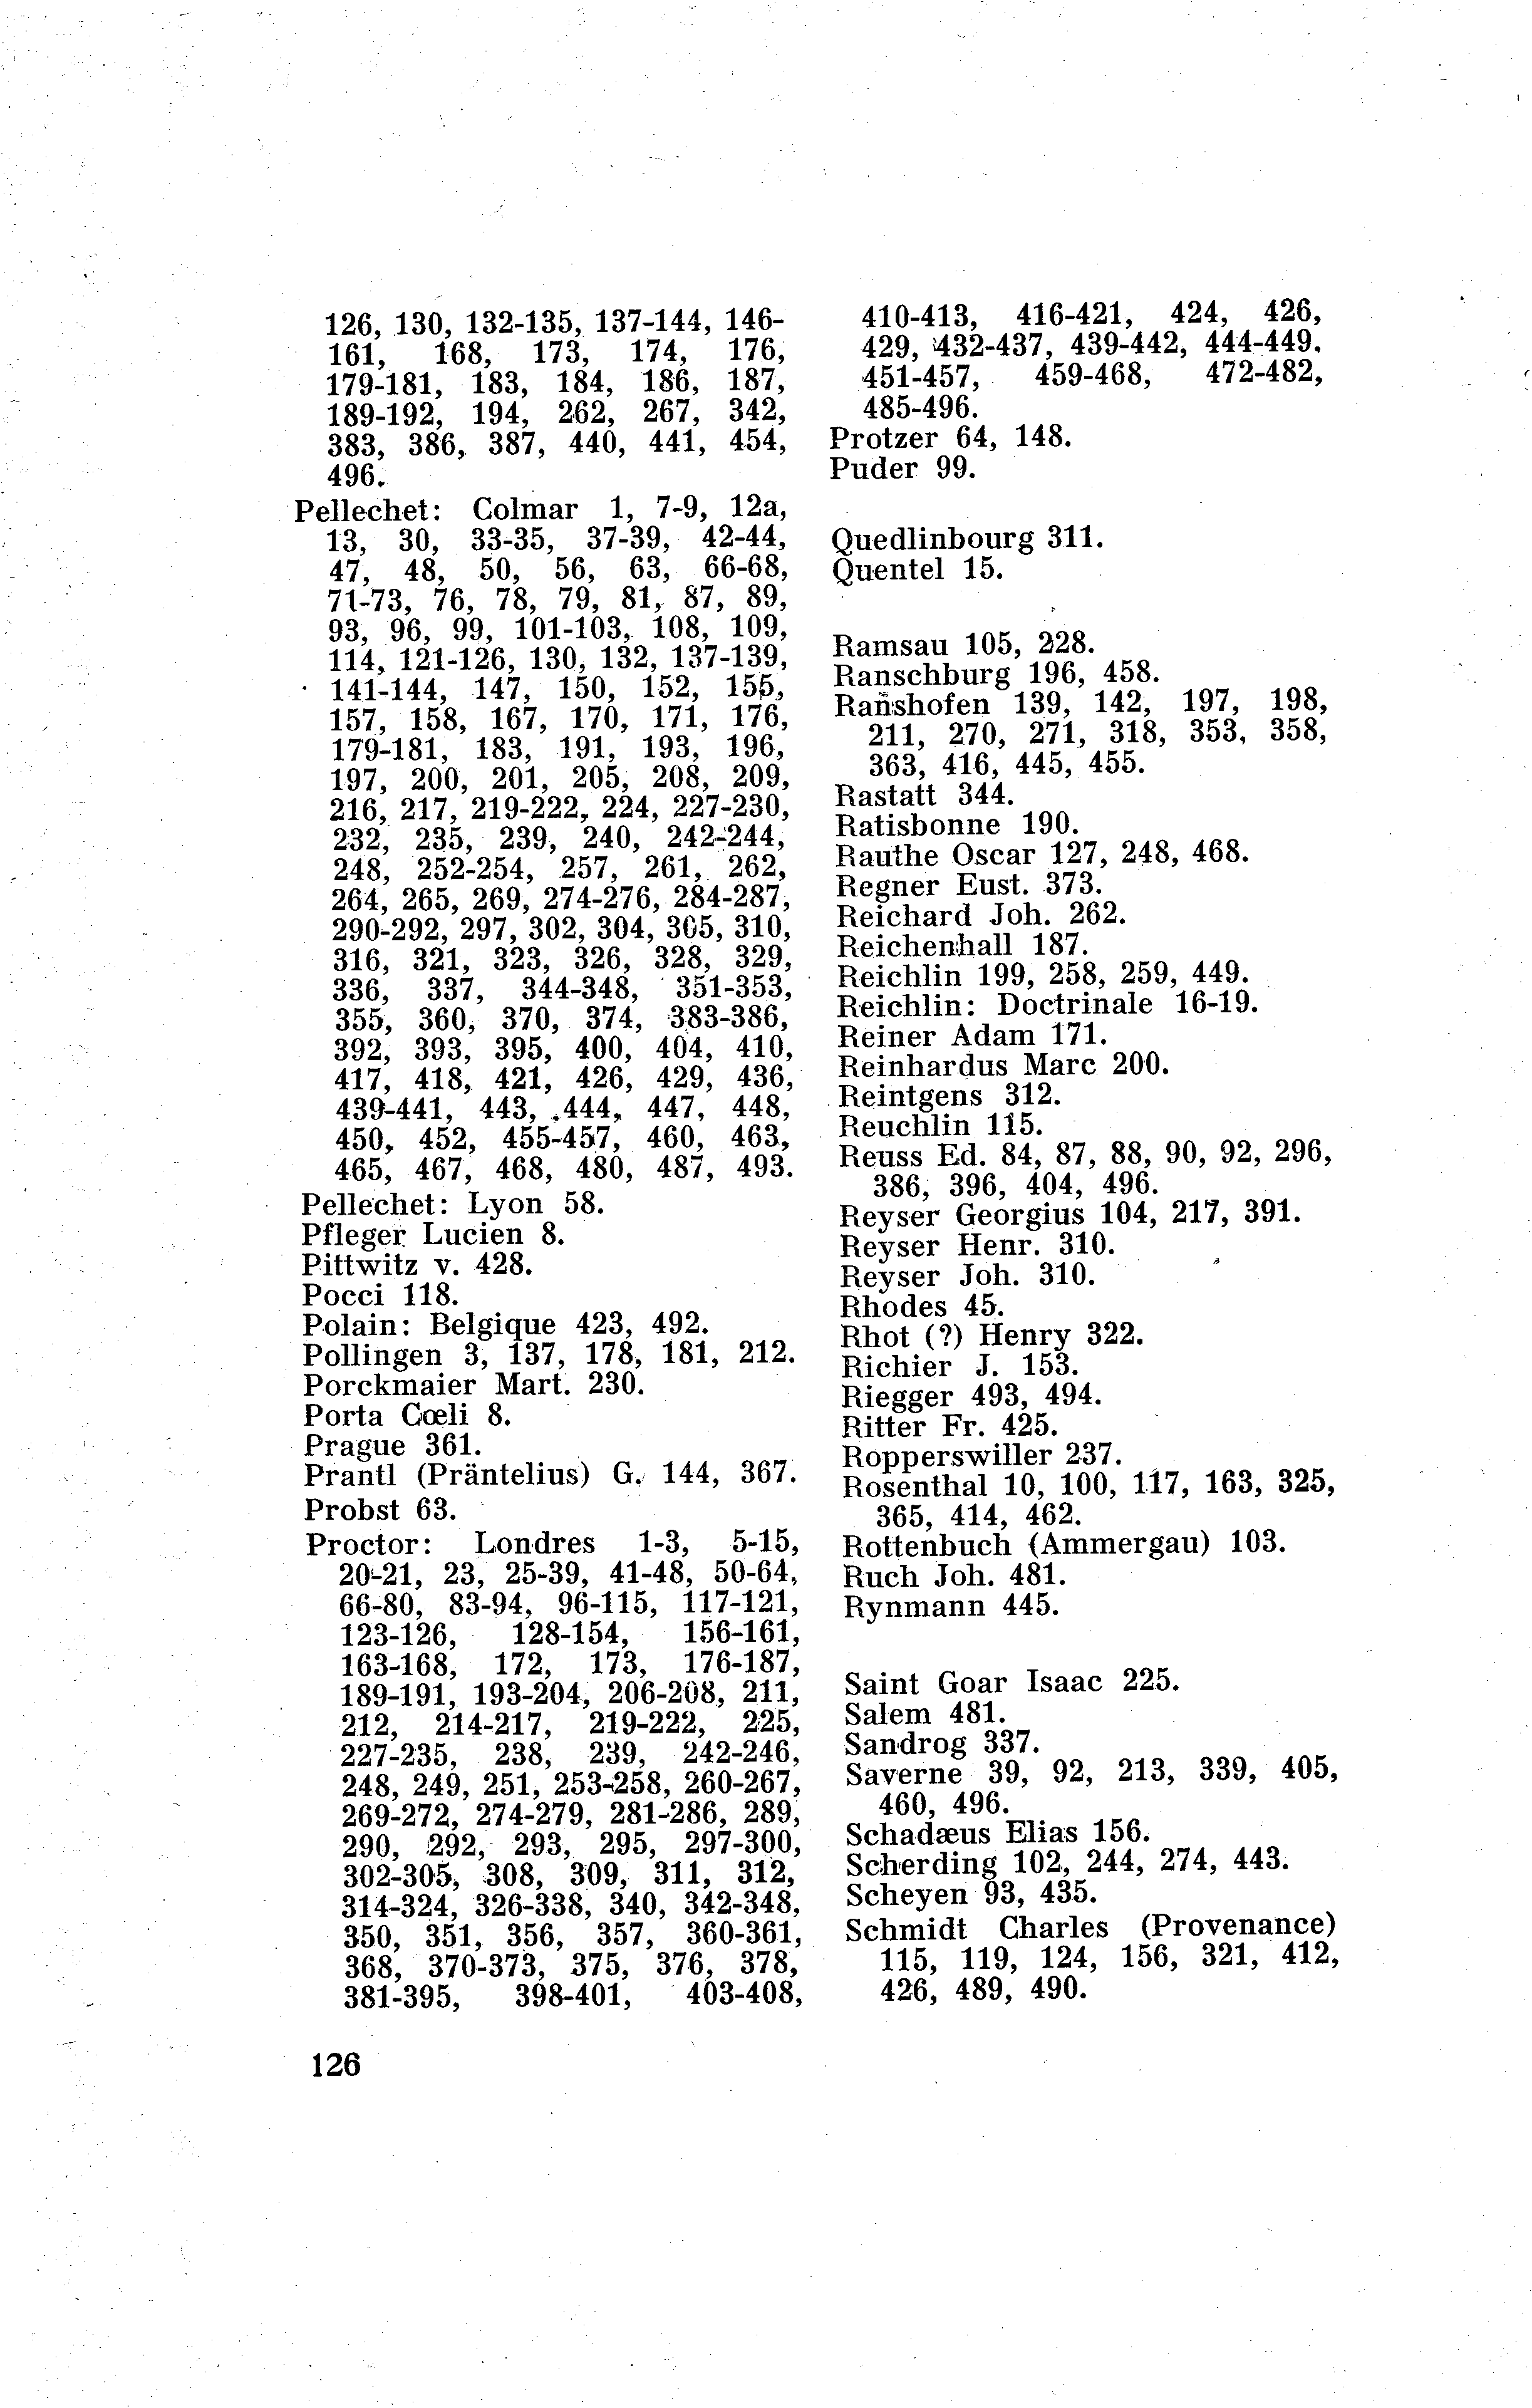 126, 130, 132-135, 137-144, 146-
161, 168, 173, 174, 176,
179-181, 183, 184, 186, 187,
189-192, 194, 262, 267, 342,
383, 386, 387, 440, 441, 454,
496.
Pellechet: Colmar 1, 7-9, 12a,
13, 30, 33-35, 37-39, 42-44,
47, 48, 50, 56, 63, 66-68,
71-73, 76, 78, 79, 81, 87, 89,
93, 96, 99, 101-103, 108, 109,
114, 121-126, 130, 132, 137-139,
141-144, 147, 150, 152, 155,
157, 158, 167, 170, 171, 176,
179-181, 183, 191, 193, 196,
197, 200, 201, 205, 208, 209,
216, 217, 219-222, 224, 227-230,
232, 235, 239, 240, 242-244,
248, 252-254, 257, 261, 262,
264, 265, 269, 274-276, 284-287,
290-292, 297, 302, 304, 305, 310,
316, 321, 323, 326, 328, 329,
336, 337, 344-348, 351-353,
355, 360, 370, 374, 383-386,
392, 393, 395, 400, 404, 410,
417, 418, 421, 426, 429, 436,
439-441, 443, 444, 447, 448,
450, 452, 455-457, 460, 463,
465, 467, 468, 480, 487, 493.
Pellechet: Lyon 58.
Pfleger Lucien 8.
Pittwitz v. 428.
Pocci 118.
Polain: Belgique 423, 492.
Pollingen 3, 137, 178, 181, 212.
Porckmaier Mart. 230.
Porta Cœli 8.
Prague 361.
Prantl (Präntelius) G. 144, 367.
Probst 63.
Proctor: Londres 1-3, 5-15,
20-21, 23, 25-39, 41-48, 50-64,
66-80, 83-94, 96-115, 117-121,
123-126, 128-154, 156-161,
163-168, 172, 173, 176-187,
189-191, 193-204, 206-208, 211,
212, 214-217, 219-222, 225,
227-235, 238, 239, 242-246,
248, 249, 251, 253-258, 260-267,
269-272, 274-279, 281-286, 289,
290, 292, 293, 295, 297-300,
302-305, 308, 309, 311, 312,
314-324, 326-338, 340, 342-348,
350, 351, 356, 357, 360-361,
368, 370-373, 375, 376, 378,
381-395, 398-401, 403-408,
410-413, 416-421, 424, 426,
429, 432-437, 439-442, 444-449.
451-457, 459-468, 472-482,
485-496.
Protzer 64, 148.
Puder 99.
Quedlinbourg 311.
Quentel 15.
Ramsau 105, 228.
Ranschburg 196, 458.
Ranshofen 139, 142, 197, 198,
211, 270, 271, 318, 353, 358,
363, 416, 445, 455.
Rastatt 344.
Ratisbonne 190.
Rauthe Oscar 127, 248, 468.
Regner Eust. 373.
Reichard Joh. 262.
Reichenhall 187.
Reichlin 199, 258, 259, 449.
Reichlin: Doctrinale 16-19.
Reiner Adam 171.
Reinhardus Marc 200.
Reintgens 312.
Reuchlin 115.
Reuss Ed. 84, 87, 88, 90, 92, 296,
386, 396, 404, 496.
Reyser Georgius 104, 217, 391.
Reyser Henr. 310.
Reyser Joh. 310.
Rhodes 45.
Rhot (?) Henry 322.
Richier J. 153.
Riegger 493, 494.
Ritter Fr. 425.
Ropperswiller 237.
Rosenthal 10, 100, 117, 163, 325,
365, 414, 462.
Rottenbuch (Ammergau) 103.
Ruch Joh. 481.
Rynmann 445.
Saint Goar Isaac 225.
Salem 481.
Sandrog 337.
Saverne 39, 92, 213, 339, 405,
460, 496.
Schadæus Elias 156.
Scherding 102, 244, 274, 443.
Scheyen 93, 435.
Schmidt Charles (Provenance)
115, 119, 124, 156, 321, 412,
426, 489, 490.
126